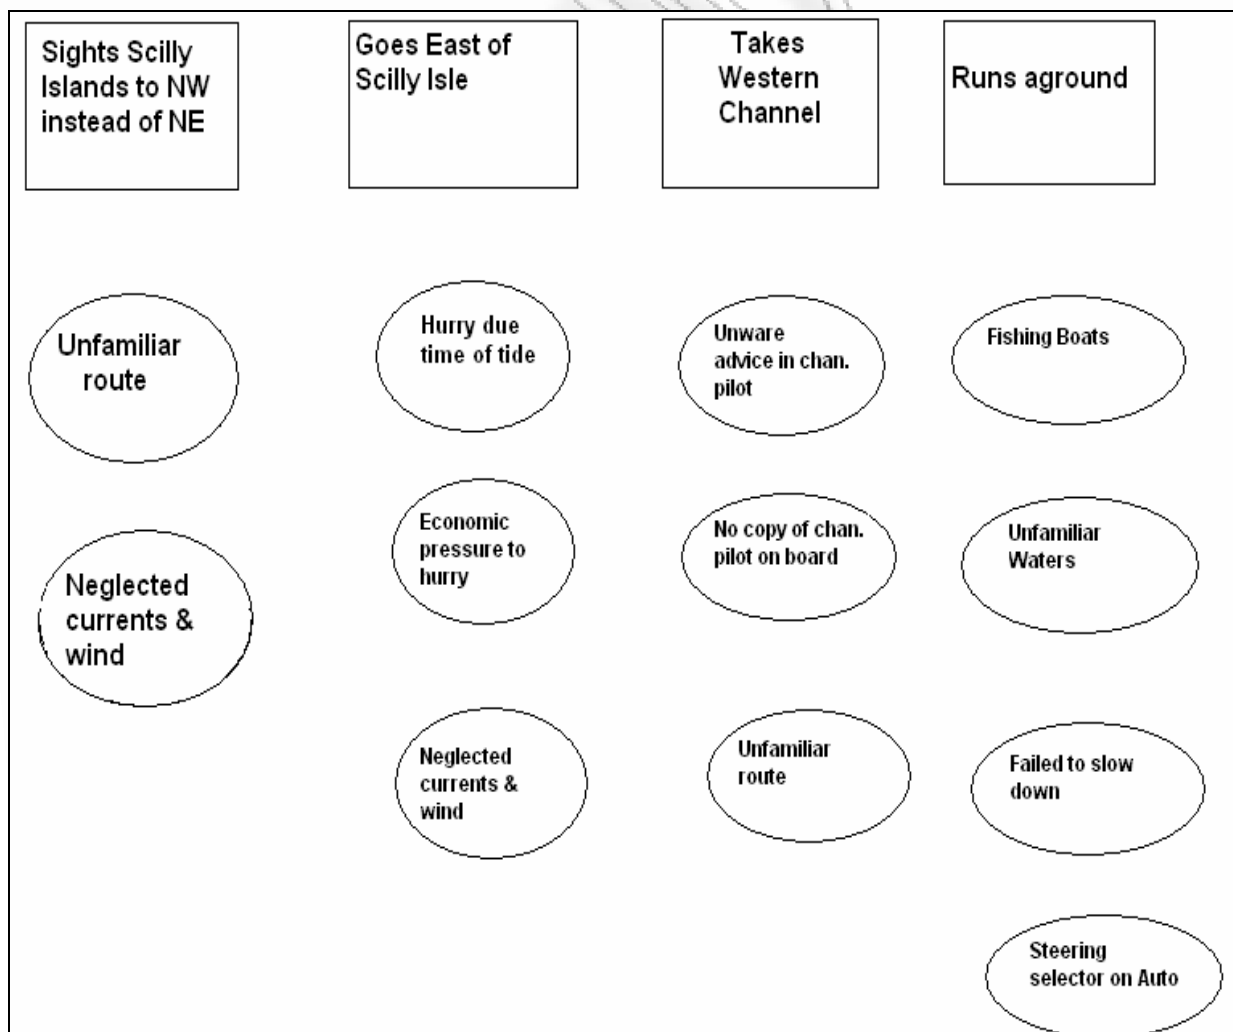 Sights Scilly
Islands to NW
instead of NE
Goes East of
Scilly Isle
Takes
Western
Channel
Runs aground
Unfamiliar
route
Hurry due
time of tide
Unware
advice in chan.
pilot
Fishing Boats
Neglected
currents &
wind
Economic
pressure to
hurry
No copy of chan.
pilot on board
Unfamiliar
Waters
Neglected
currents &
wind
Unfamiliar
route
Failed to slow
down
Steering
selector on Auto